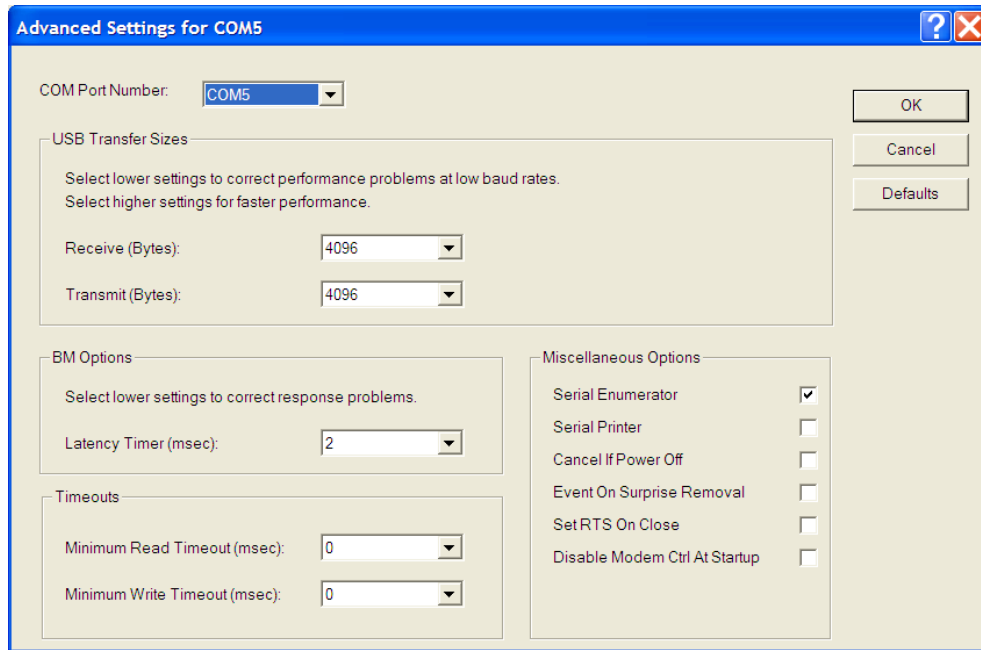 Advanced Settings for COM5
?
COM Port Number: COM5
OK
Cancel
Defaults
USB Transfer Sizes
Select lower settings to correct performance problems at low baud rates.
Select higher settings for faster performance.
Receive (Bytes): 4096
Transmit (Bytes): 4096
BM Options
Select lower settings to correct response problems.
Latency Timer (msec): 2
Timeouts
Minimum Read Timeout (msec): 0
Minimum Write Timeout (msec): 0
Miscellaneous Options
Serial Enumerator
Serial Printer
Cancel If Power Off
Event On Surprise Removal
Set RTS On Close
Disable Modem Ctrl At Startup